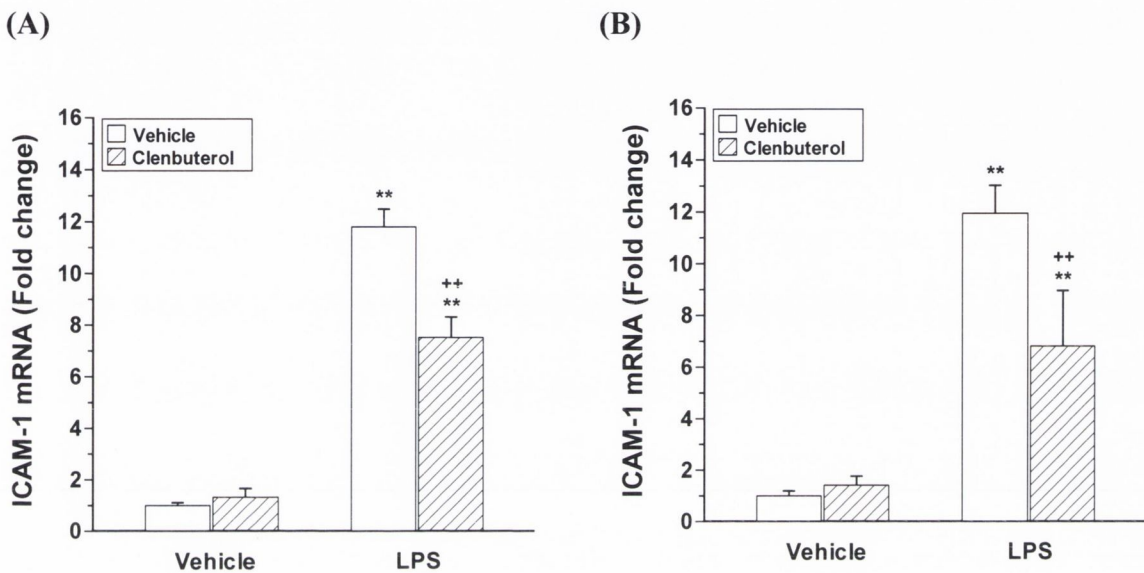 (A)
ICAM-1 mRNA (Fold change)
16
14
12
10
8
6
4
2
0
Vehicle
Clenbuterol
**
++
**
Vehicle
LPS
(B)
ICAM-1 mRNA (Fold change)
16
14
12
10
8
6
4
2
0
Vehicle
Clenbuterol
**
++
**
Vehicle
LPS